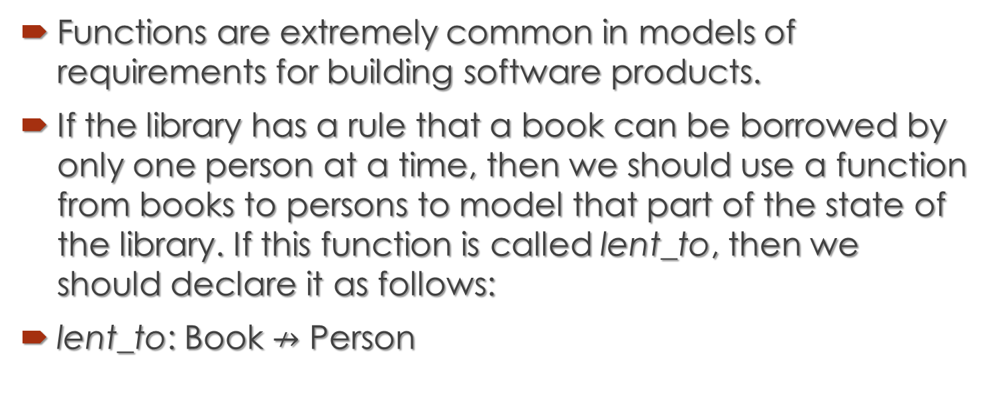 Functions are extremely common in models of
requirements for building software products.
If the library has a rule that a book can be borrowed by
only one person at a time, then we should use a function
from books to persons to model that part of the state of
the library. If this function is called lent_to, then we
should declare it as follows:
lent_to: Book ⇸ Person